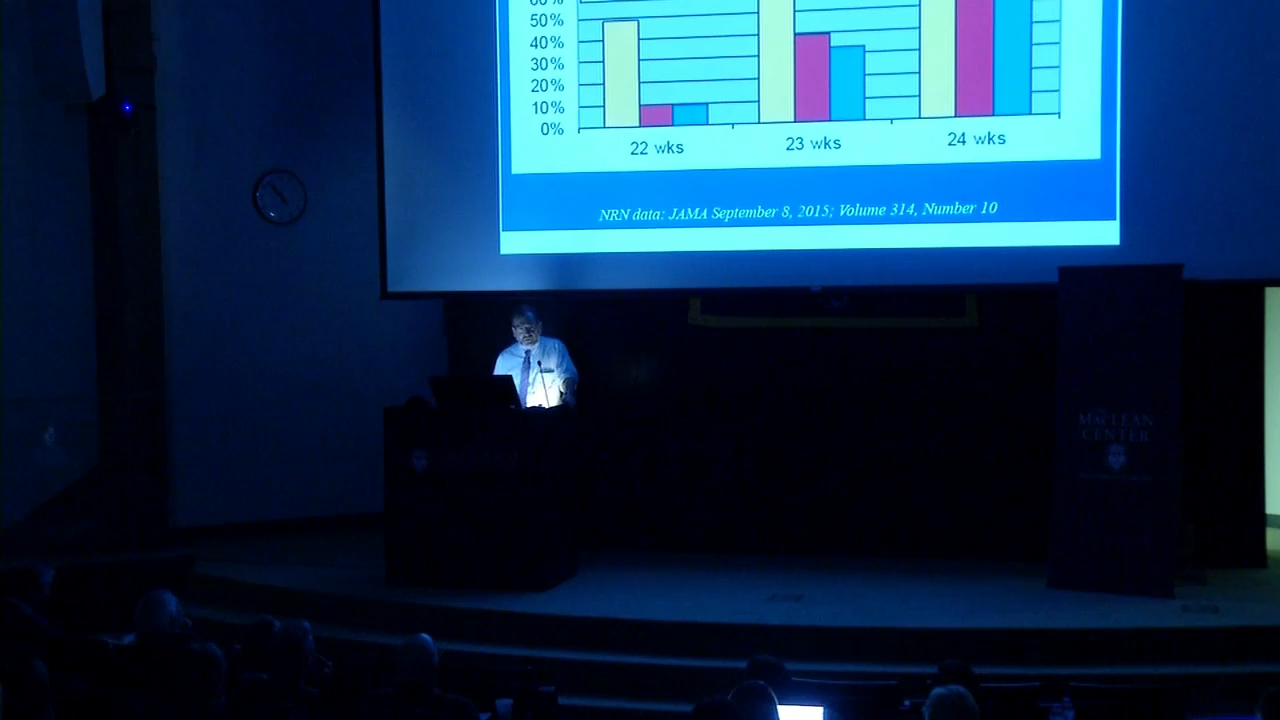 50%
40%
30%
20%
10%
0%
22 wks
23 wks
24 wks
NRN data: JAMA September 8, 2015; Volume 314, Number 10
MACLEAN
CENTER